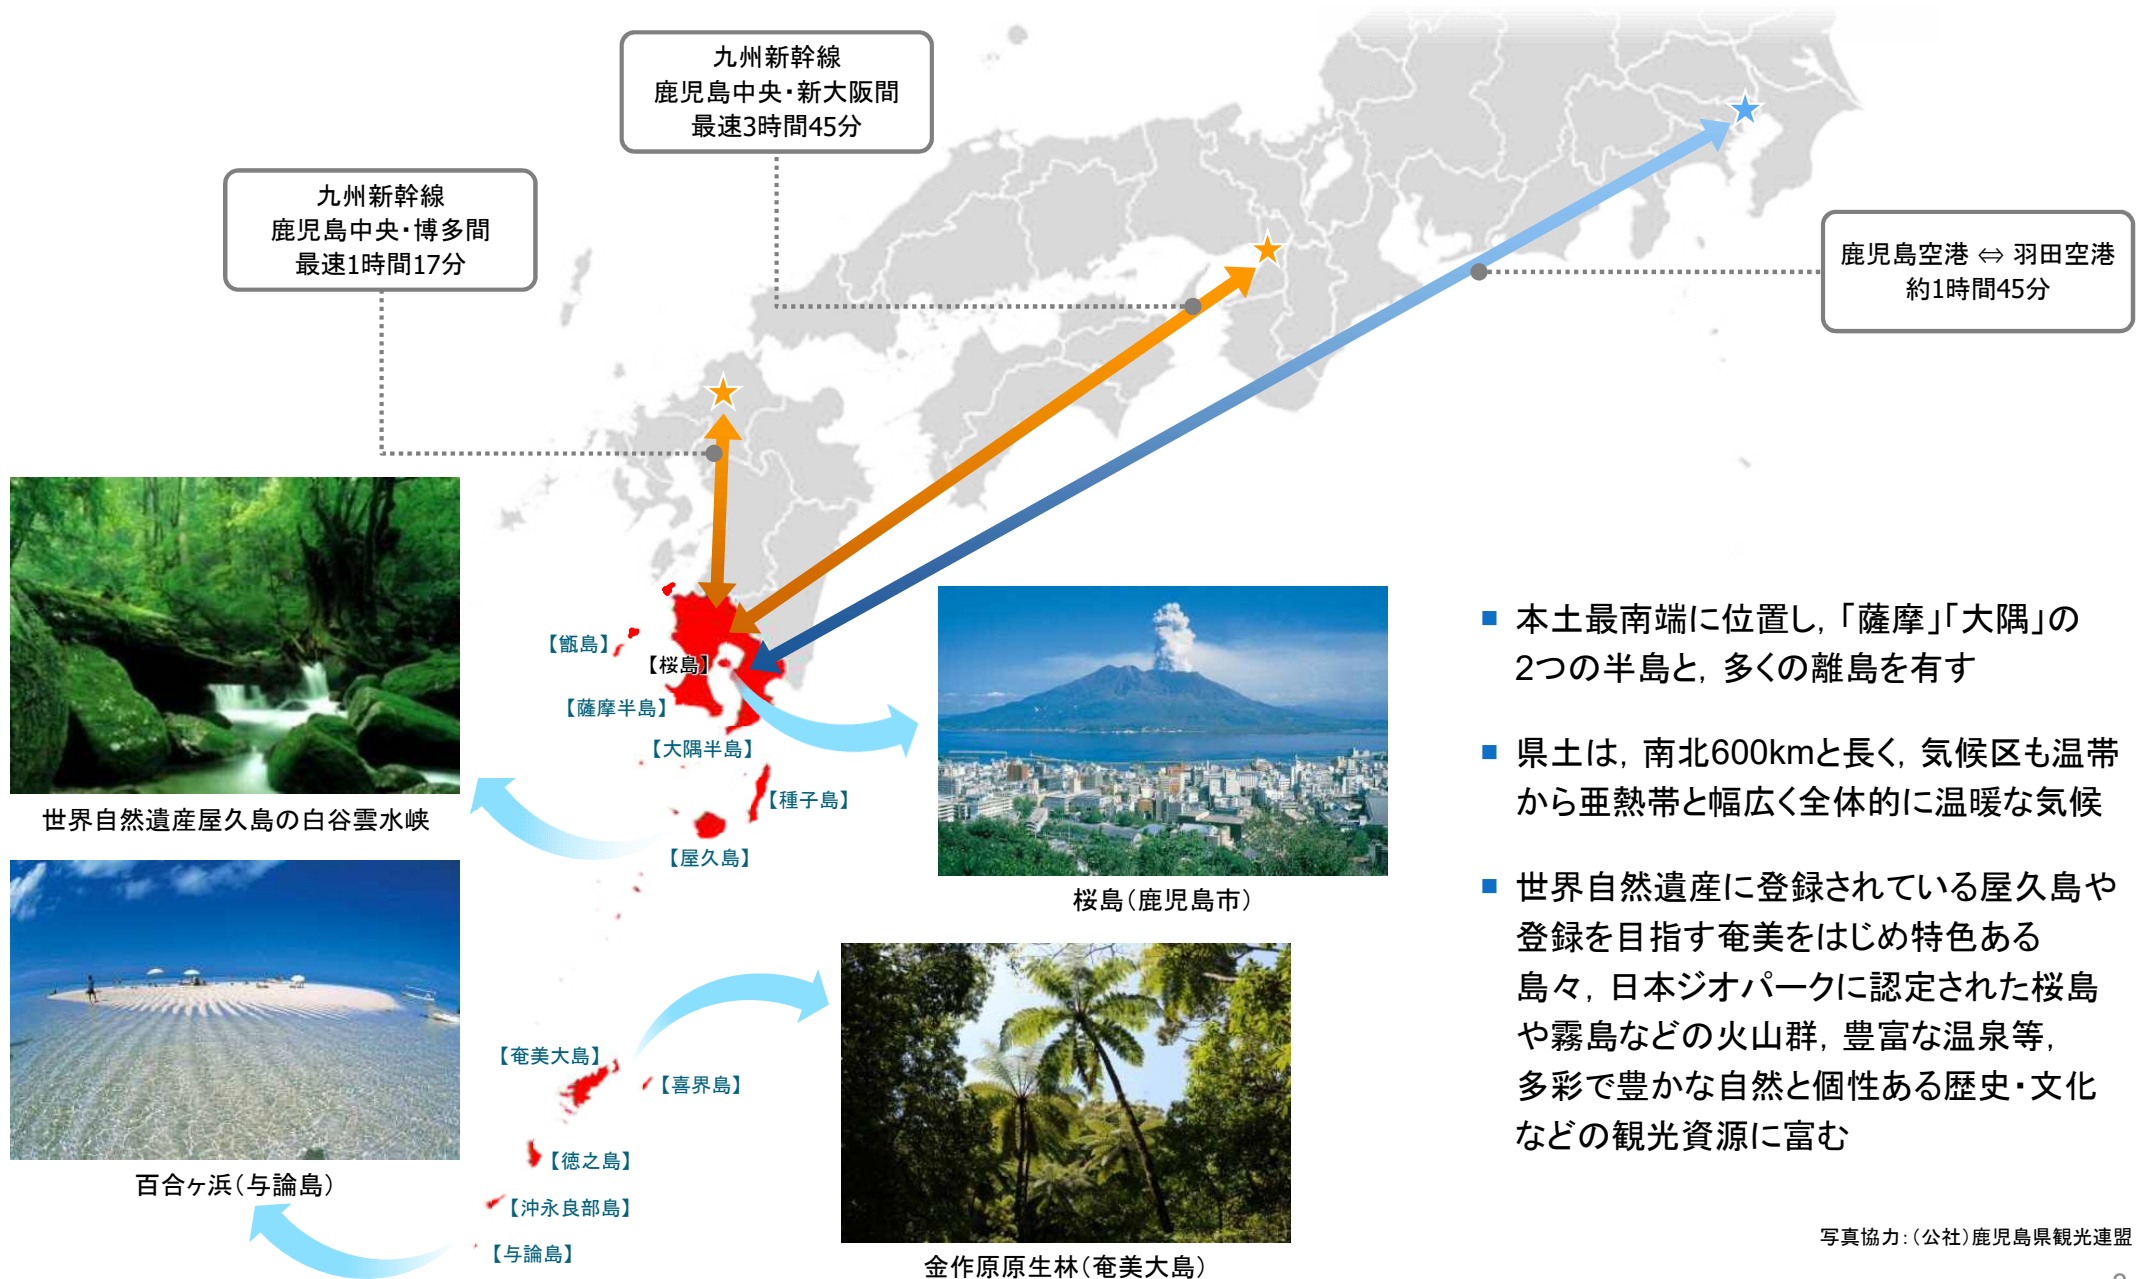 九州新幹線
鹿児島中央・新大阪間
最速3時間45分
九州新幹線
鹿児島中央・博多間
最速1時間17分
鹿児島空港 ⇔ 羽田空港
約1時間45分
【甑島】
【桜島】
【薩摩半島】
【大隅半島】
【種子島】
【屋久島】
世界自然遺産屋久島の白谷雲水峡
桜島（鹿児島市）
【奄美大島】
【喜界島】
【徳之島】
【沖永良部島】
【与論島】
百合ヶ浜（与論島）
金作原原生林（奄美大島）
■ 本土最南端に位置し，「薩摩」「大隅」の
2つの半島と，多くの離島を有す
■ 県土は，南北600kmと長く，気候区も温帯
から亜熱帯と幅広く全体的に温暖な気候
■ 世界自然遺産に登録されている屋久島や
登録を目指す奄美をはじめ特色ある
島々，日本ジオパークに認定された桜島
や霧島などの火山群，豊富な温泉等，
多彩で豊かな自然と個性ある歴史・文化
などの観光資源に富む
写真協力：（公社）鹿児島県観光連盟